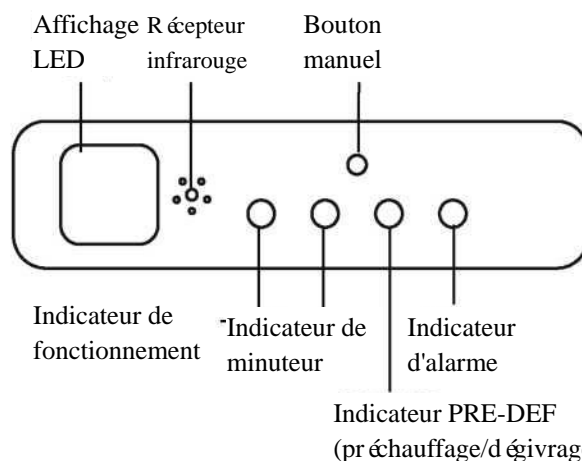 Affichage
LED
Récepteur
infrarouge
Bouton
manuel
Indicateur de
fonctionnement
Indicateur de
minuteur
Indicateur
d'alarme
Indicateur PRE-DEF
(préchauffage/dégivrag